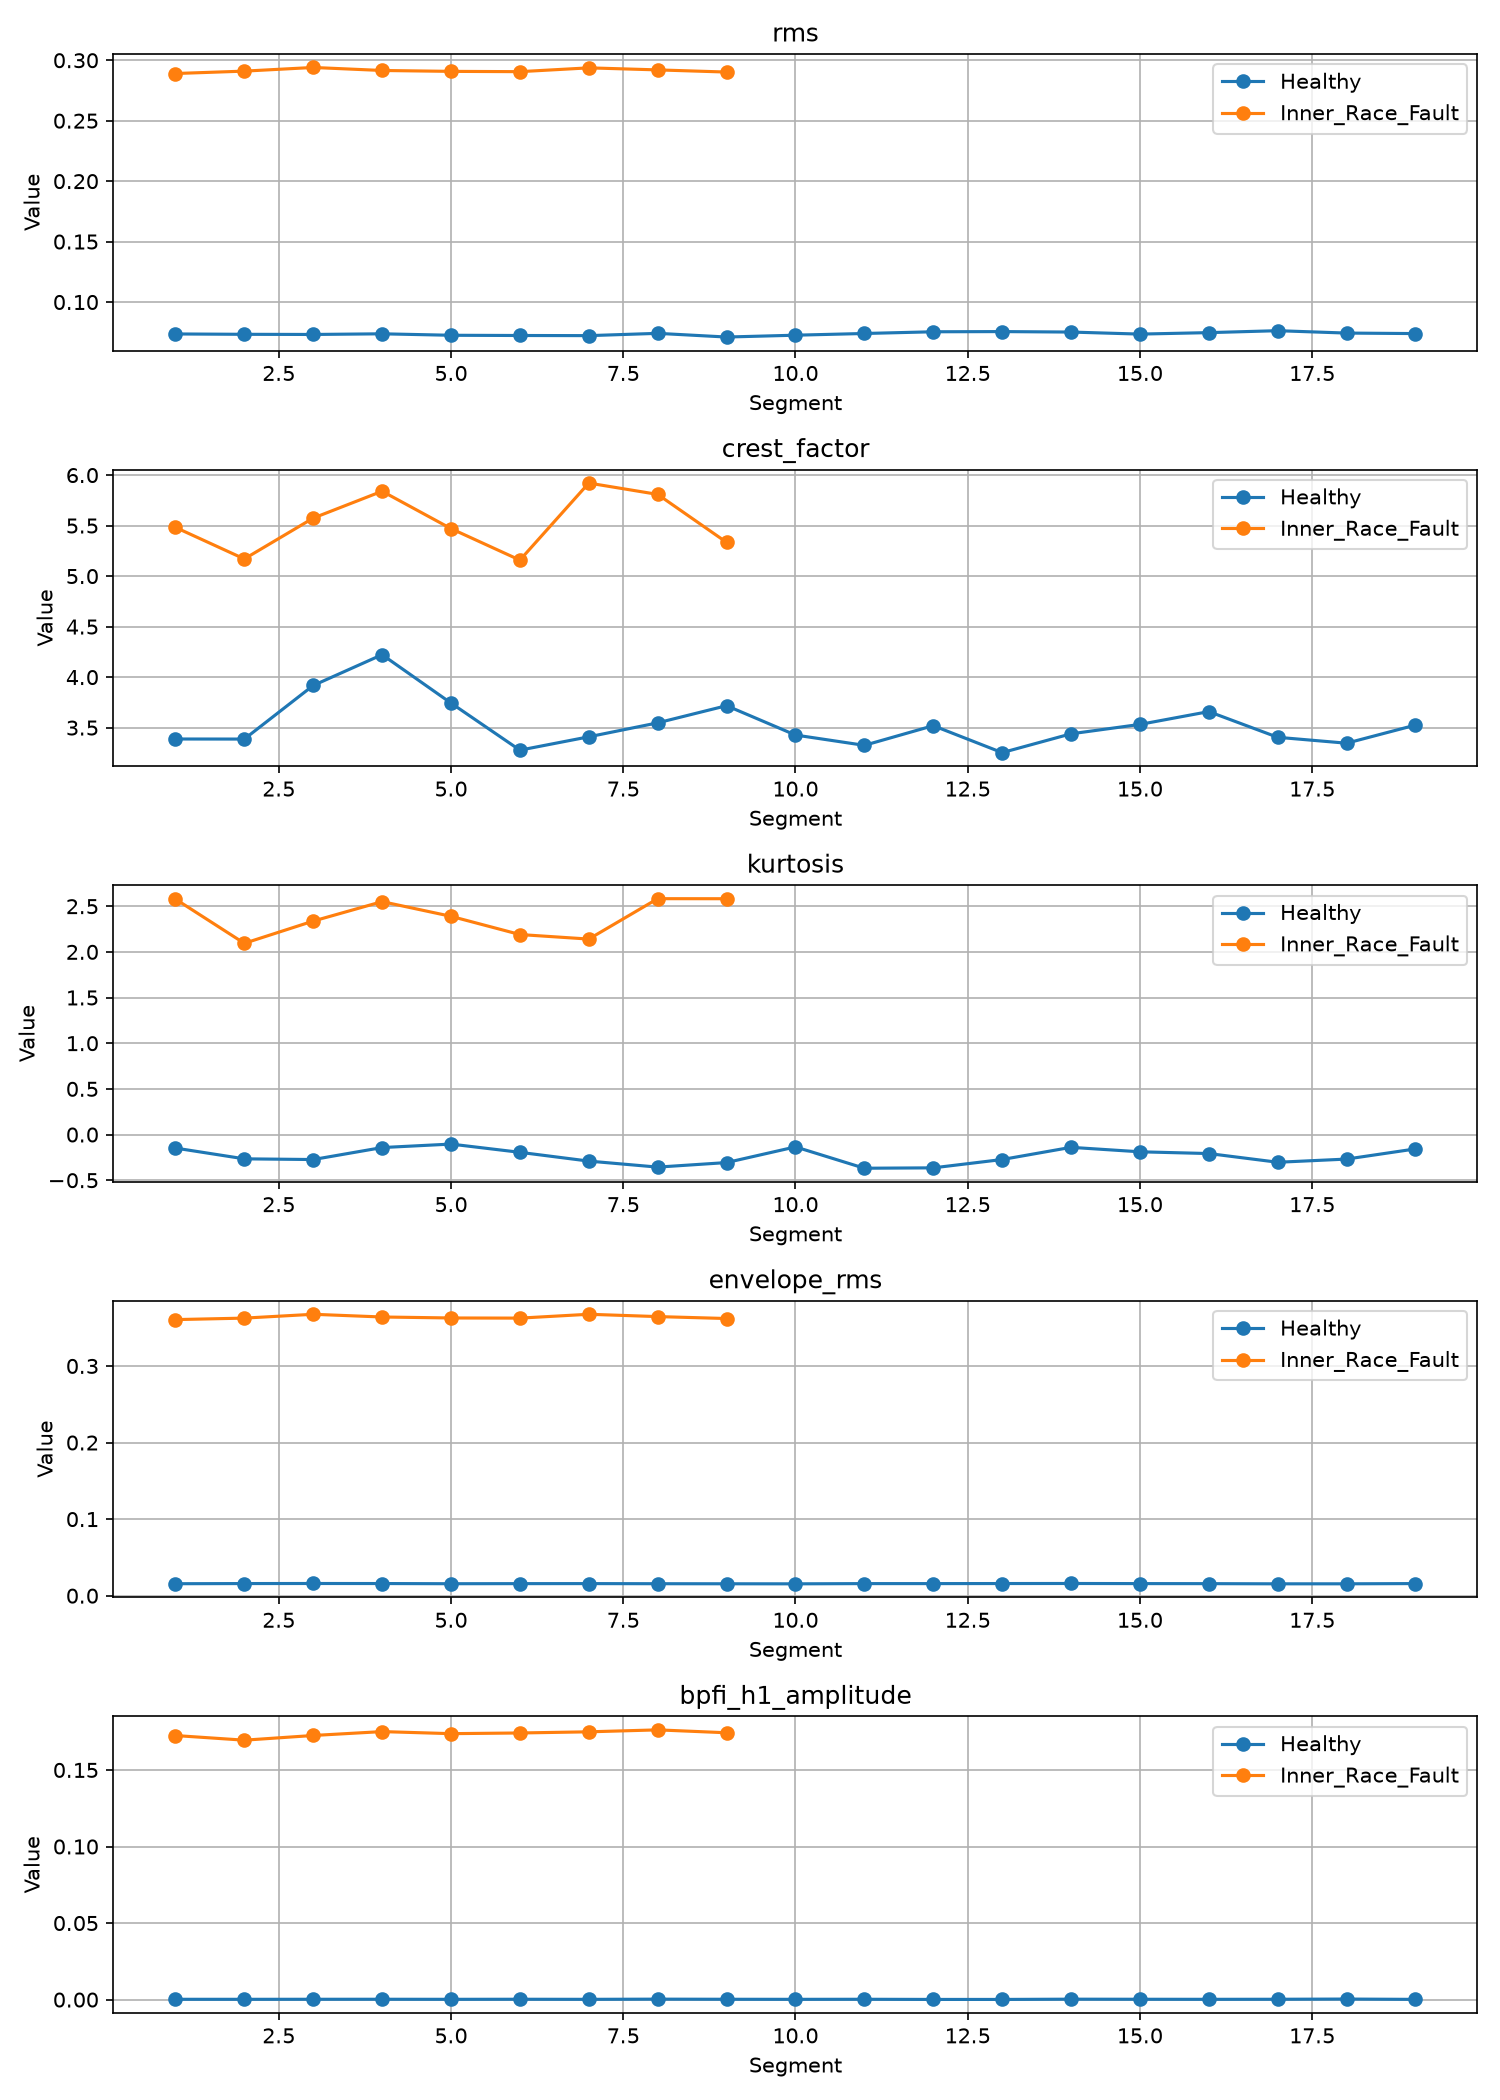 rms
0.30
0.25
0.20
0.15
0.10
Value
Healthy
Inner_Race_Fault
2.5 5.0 7.5 10.0 12.5 15.0 17.5
Segment
crest_factor
6.0
5.5
5.0
4.5
4.0
3.5
Value
Healthy
Inner_Race_Fault
2.5 5.0 7.5 10.0 12.5 15.0 17.5
Segment
kurtosis
2.5
2.0
1.5
1.0
0.5
0.0
−0.5
Value
Healthy
Inner_Race_Fault
2.5 5.0 7.5 10.0 12.5 15.0 17.5
Segment
envelope_rms
0.3
0.2
0.1
0.0
Value
Healthy
Inner_Race_Fault
2.5 5.0 7.5 10.0 12.5 15.0 17.5
Segment
bpfi_h1_amplitude
0.15
0.10
0.05
0.00
Value
Healthy
Inner_Race_Fault
2.5 5.0 7.5 10.0 12.5 15.0 17.5
Segment